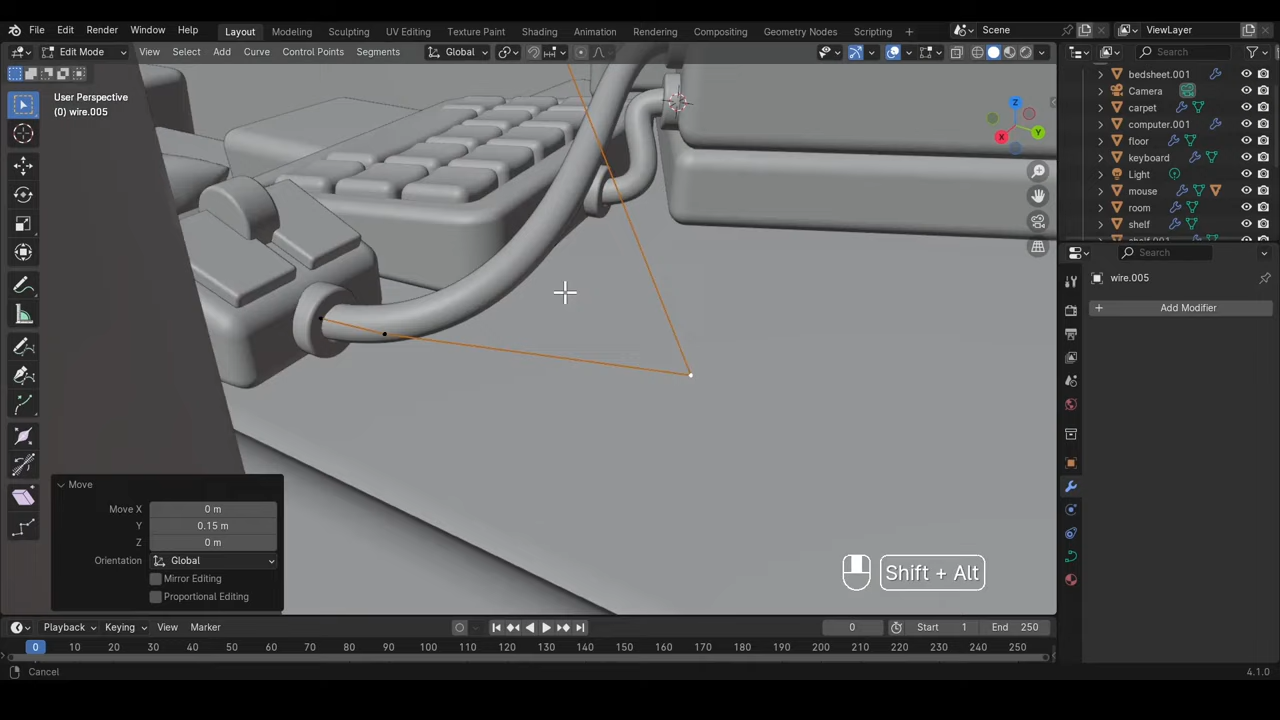 File Edit Render Window Help Layout Modeling Sculpting UV Editing Texture Paint Shading Animation Rendering Compositing Geometry Nodes Scripting Scene ViewLayer
Edit Mode View Select Add Curve Control Points Segments Global Search
User Perspective
(0) wire.005
bedsheet.001
Camera
carpet
computer.001
floor
keyboard
Light
mouse
room
shelf
shelf.001
Z
Y
X
Search
wire.005
+ Add Modifier
Move
Move X 0 m
Y 0.15 m
Z 0 m
Orientation Global
Mirror Editing
Proportional Editing
Shift + Alt
Playback Keying View Marker 0 Start 1 End 250
0 10 20 30 40 50 60 70 80 90 100 110 120 130 140 150 160 170 180 190 200 210 220 230 240 250
Cancel 4.1.0